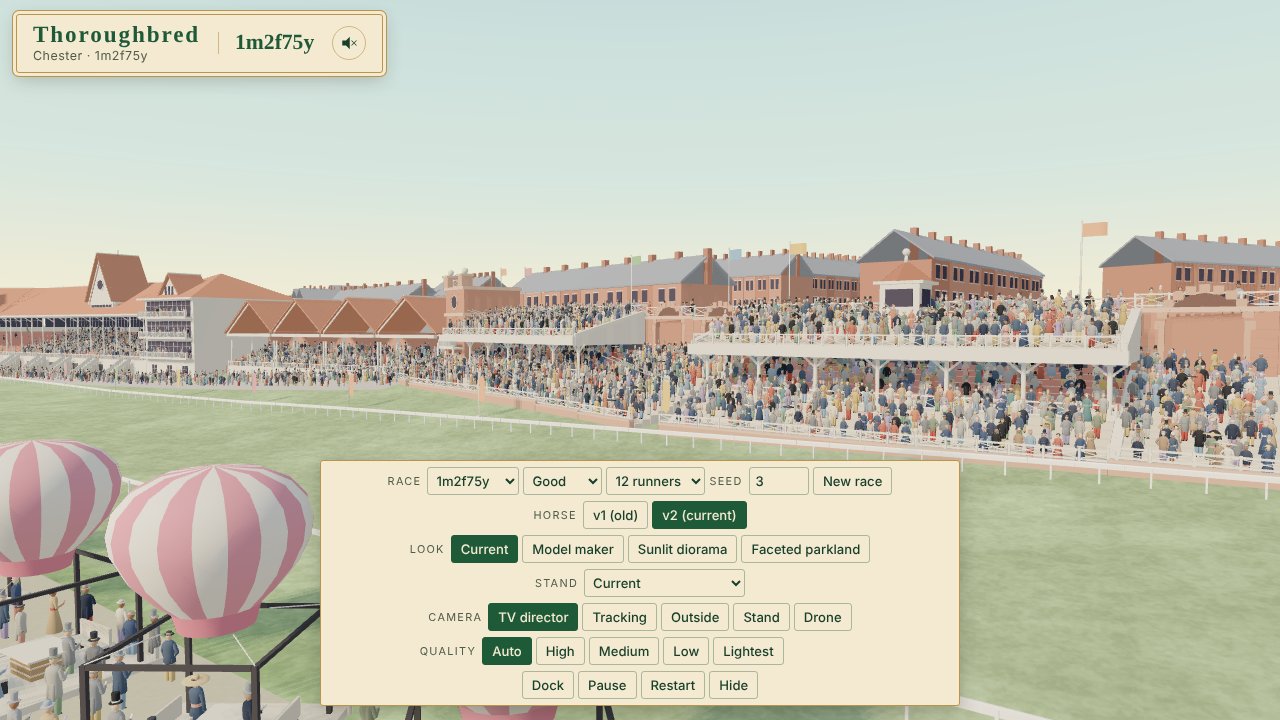 Thoroughbred
Chester · 1m2f75y
1m2f75y
RACE 1m2f75y Good 12 runners SEED 3 New race
HORSE v1 (old) v2 (current)
LOOK Current Model maker Sunlit diorama Faceted parkland
STAND Current
CAMERA TV director Tracking Outside Stand Drone
QUALITY Auto High Medium Low Lightest
Dock Pause Restart Hide